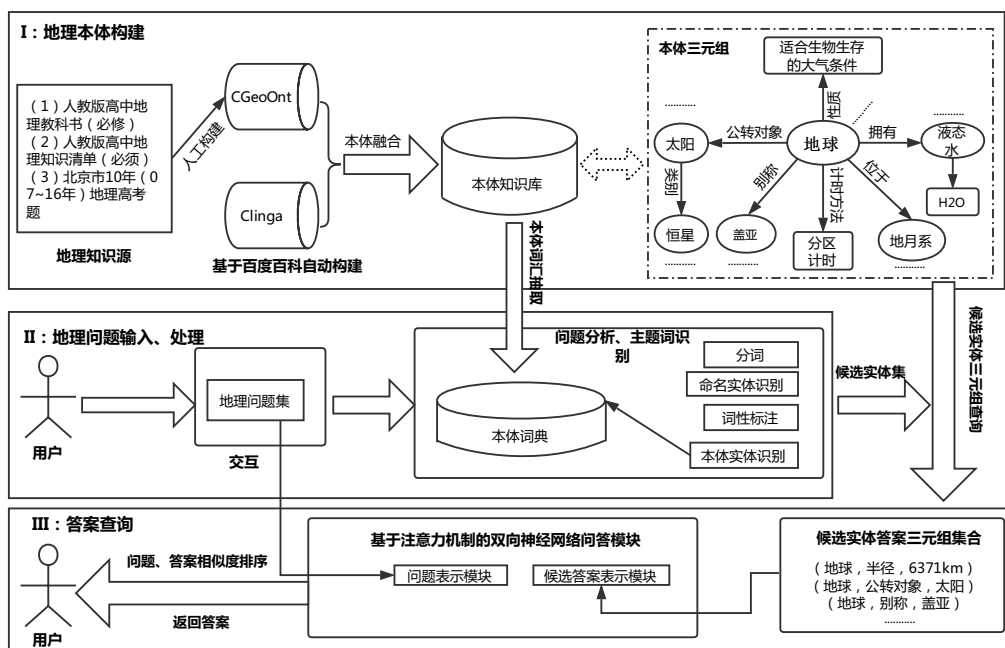 I：地理本体构建
（1）人教版高中地
理教科书（必修）
（2）人教版高中地
理知识清单（必须）
（3）北京市10年（0
7~16年）地理高考
题
地理知识源
人工构建
CGeoOnt
Clinga
基于百度百科自动构建
本体融合
本体知识库
本体词汇抽取
本体三元组
适合生物生存
的大气条件
性质
............
............
............
太阳
公转对象
地球
拥有
液态
水
类别
别称
计时方法
位于
H2O
恒星
盖亚
分区
计时
地月系
............
............
............
候选实体三元组查询
II：地理问题输入、处理
用户
地理问题集
交互
问题分析、主题词识
别
本体词典
分词
命名实体识别
词性标注
本体实体识别
候选实体集
III：答案查询
用户
问题、答案相似度排序
返回答案
基于注意力机制的双向神经网络问答模块
问题表示模块
候选答案表示模块
候选实体答案三元组集合
（地球，半径，6371km）
（地球，公转对象，太阳）
（地球，别称，盖亚）
............